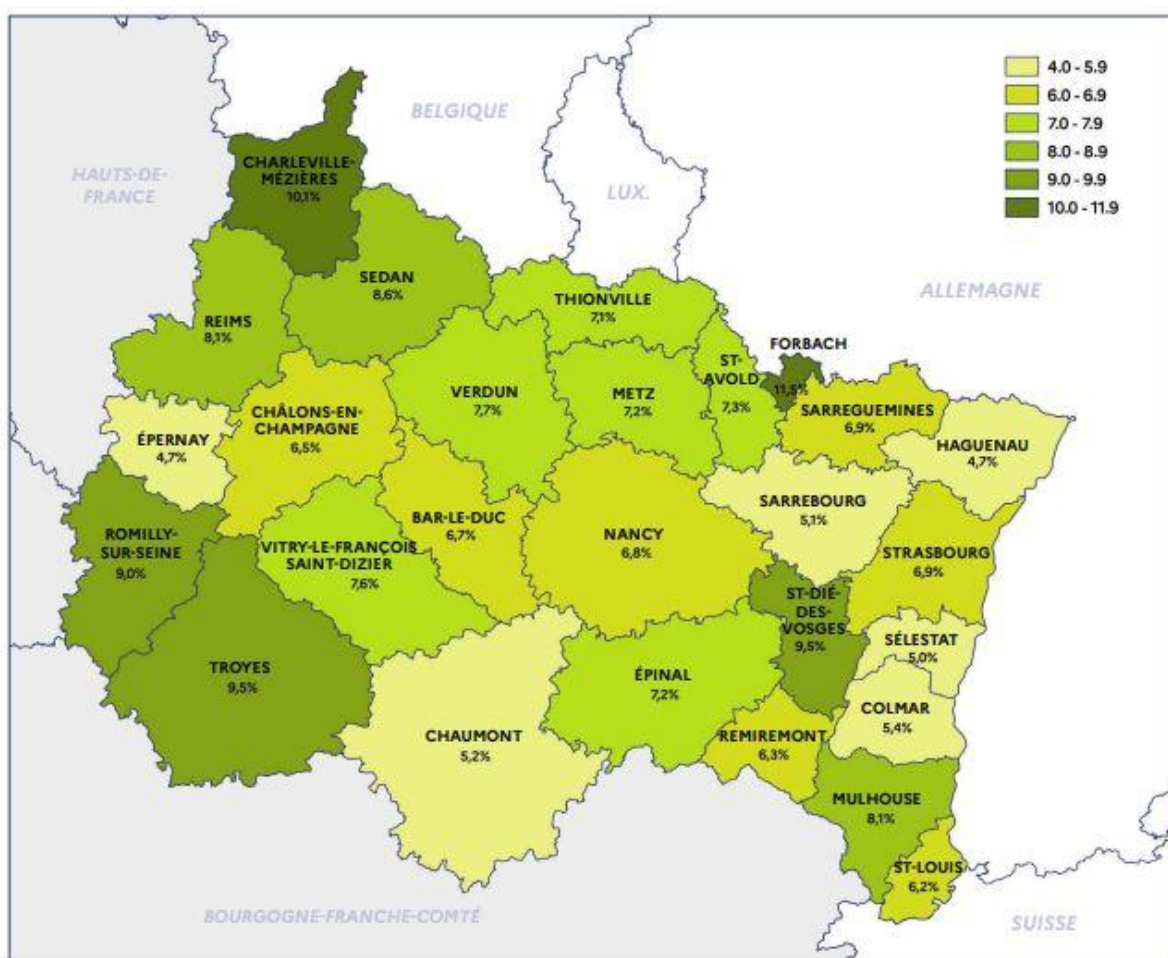 4.0 - 5.9
6.0 - 6.9
7.0 - 7.9
8.0 - 8.9
9.0 - 9.9
10.0 - 11.9
BELGIQUE
HAUTS-DE-
FRANCE
LUX.
ALLEMAGNE
CHARLEVILLE-
MÉZIÈRES
10,1%
SEDAN
8,6%
REIMS
8,1%
THIONVILLE
7,1%
FORBACH
11,5%
ST-
AVOLD
7,3%
VERDUN
7,7%
METZ
7,2%
SARREGUEMINES
6,9%
CHÂLONS-EN-
CHAMPAGNE
6,5%
ÉPERNAY
4,7%
HAGUENAU
4,7%
SARREBOURG
5,1%
BAR-LE-DUC
6,7%
NANCY
6,8%
ROMILLY-
SUR-SEINE
9,0%
VITRY-LE-FRANÇOIS
SAINT-DIZIER
7,6%
STRASBOURG
6,9%
ST-DIÉ-
DES-
VOSGES
9,5%
SÉLESTAT
5,0%
TROYES
9,5%
ÉPINAL
7,2%
COLMAR
5,4%
CHAUMONT
5,2%
REMIREMONT
6,3%
MULHOUSE
8,1%
ST-LOUIS
6,2%
BOURGOGNE-FRANCHE-COMTÉ
SUISSE